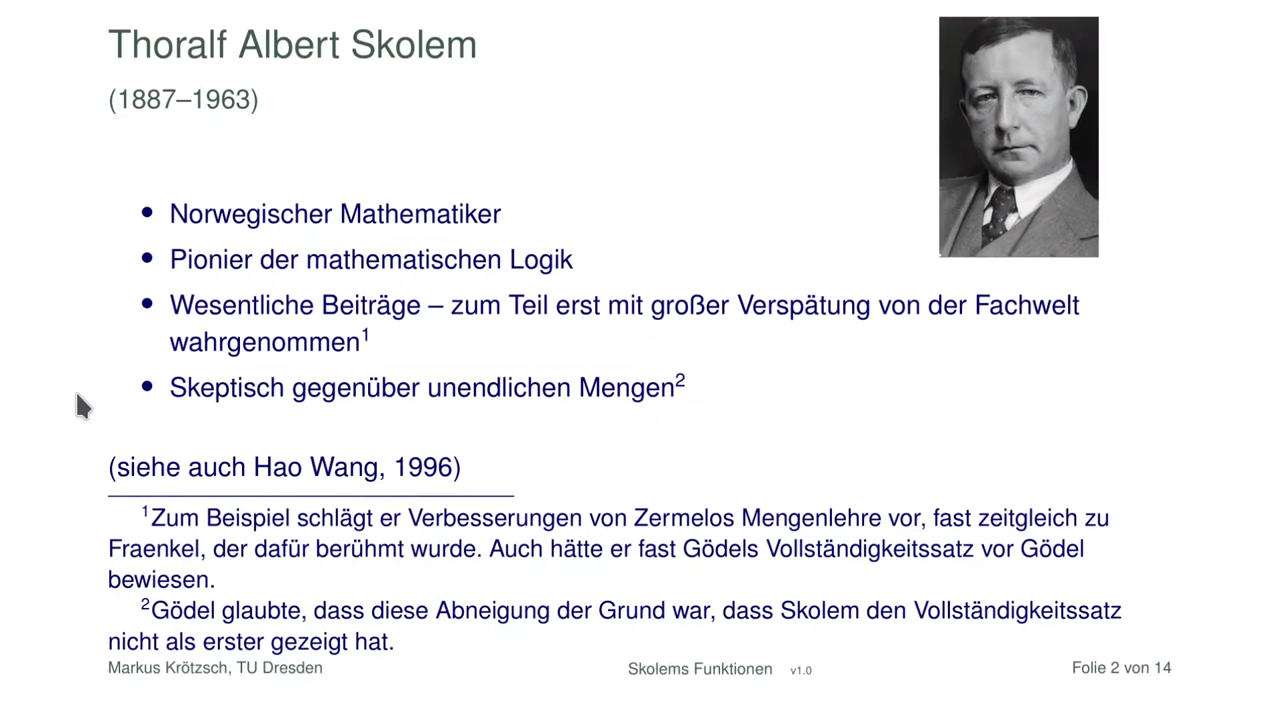 Thoralf Albert Skolem
(1887–1963)
• Norwegischer Mathematiker
• Pionier der mathematischen Logik
• Wesentliche Beiträge – zum Teil erst mit großer Verspätung von der Fachwelt
wahrgenommen¹
• Skeptisch gegenüber unendlichen Mengen²
(siehe auch Hao Wang, 1996)
¹Zum Beispiel schlägt er Verbesserungen von Zermelos Mengenlehre vor, fast zeitgleich zu
Fraenkel, der dafür berühmt wurde. Auch hätte er fast Gödels Vollständigkeitssatz vor Gödel
bewiesen.
²Gödel glaubte, dass diese Abneigung der Grund war, dass Skolem den Vollständigkeitssatz
nicht als erster gezeigt hat.
Markus Krötzsch, TU Dresden Skolems Funktionen v1.0 Folie 2 von 14